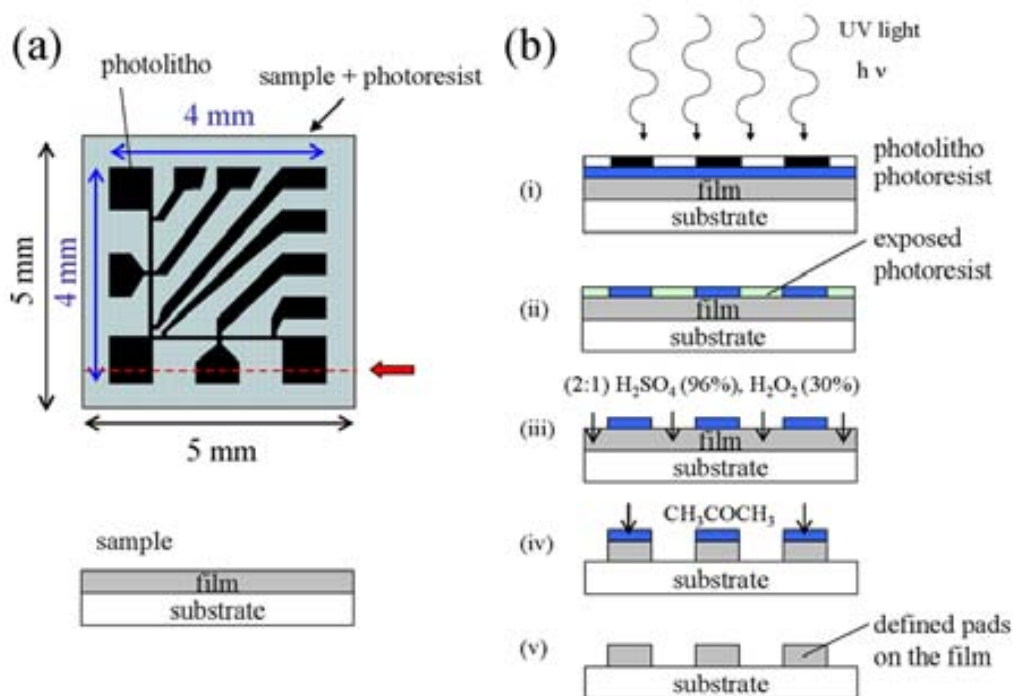 (a)
photolitho
sample + photoresist
4 mm
4 mm
5 mm
5 mm
sample
film
substrate
(b)
UV light
h ν
photolitho
photoresist
(i)
film
substrate
exposed
photoresist
(ii)
film
substrate
(2:1) H₂SO₄ (96%), H₂O₂ (30%)
(iii)
film
substrate
CH₃COCH₃
(iv)
substrate
defined pads
on the film
(v)
substrate